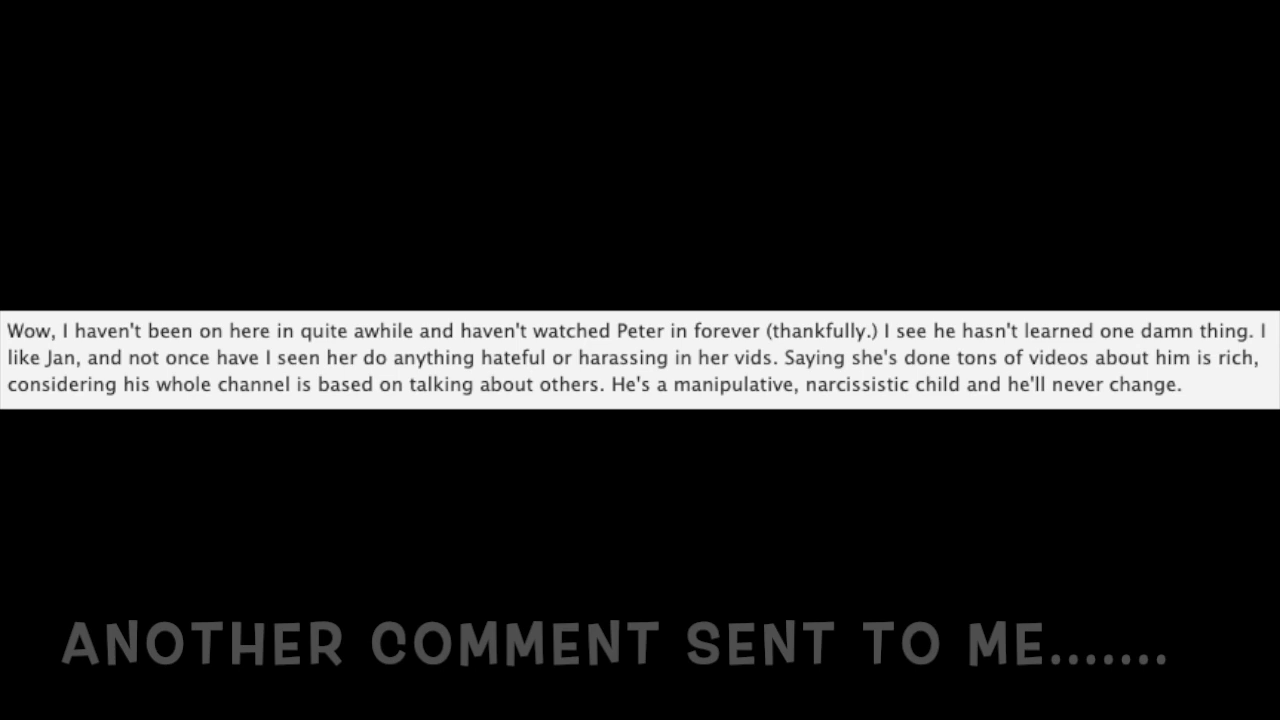 Wow, I haven't been on here in quite awhile and haven't watched Peter in forever (thankfully.) I see he hasn't learned one damn thing. I
like Jan, and not once have I seen her do anything hateful or harassing in her vids. Saying she's done tons of videos about him is rich,
considering his whole channel is based on talking about others. He's a manipulative, narcissistic child and he'll never change.
ANOTHER COMMENT SENT TO ME.......